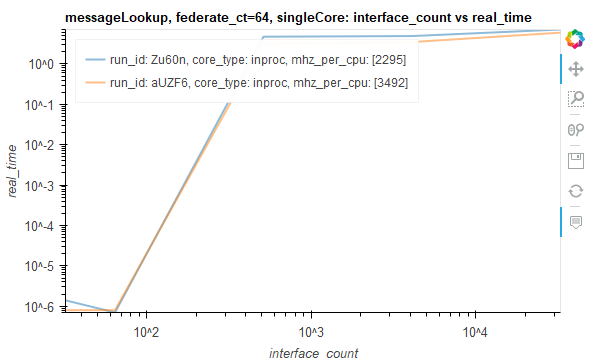 messageLookup, federate_ct=64, singleCore: interface_count vs real_time
run_id: Zu60n, core_type: inproc, mhz_per_cpu: [2295]
run_id: aUZF6, core_type: inproc, mhz_per_cpu: [3492]
real_time
10^0
10^-1
10^-2
10^-3
10^-4
10^-5
10^-6
10^2
10^3
10^4
interface_count